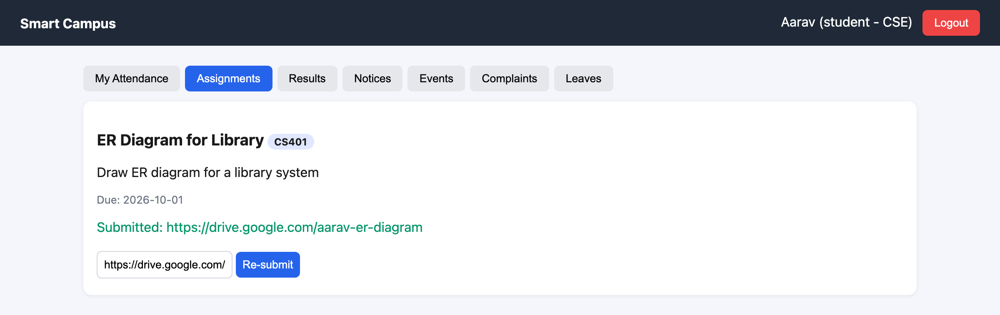 Smart Campus
Aarav (student - CSE)
Logout
My Attendance
Assignments
Results
Notices
Events
Complaints
Leaves
ER Diagram for Library CS401
Draw ER diagram for a library system
Due: 2026-10-01
Submitted: https://drive.google.com/aarav-er-diagram
https://drive.google.com/
Re-submit